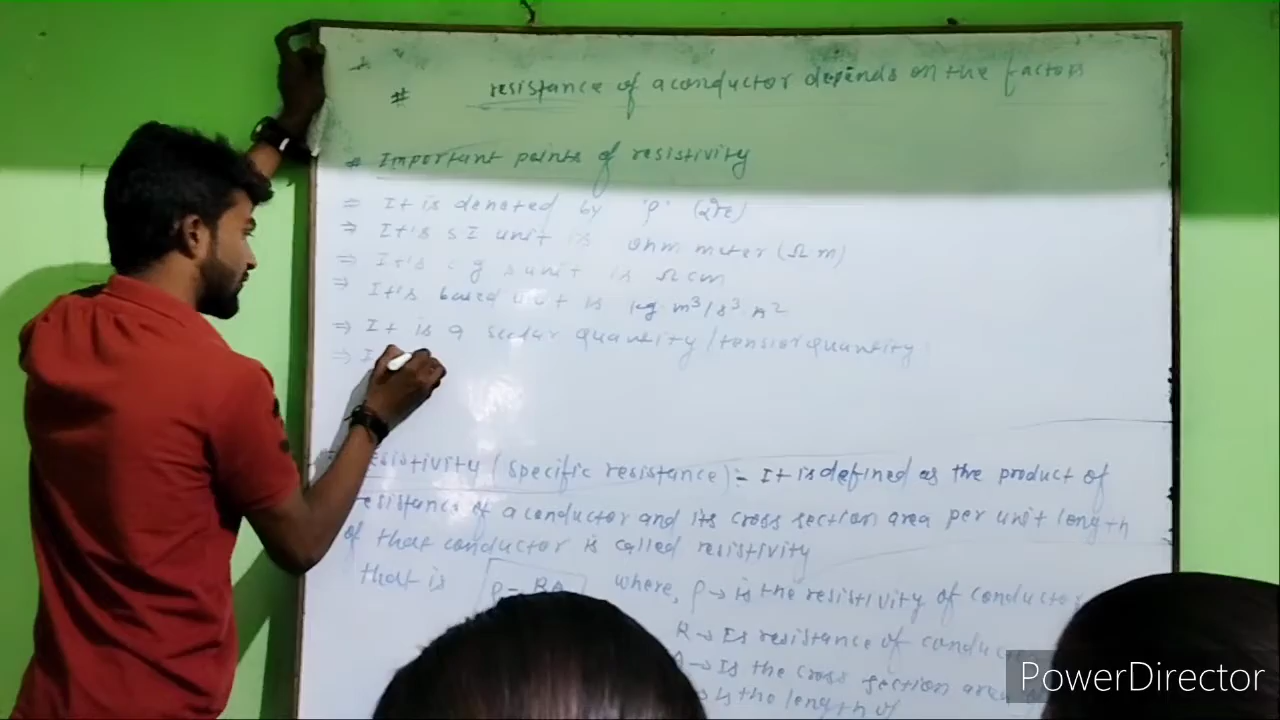 # resistance of a conductor depends on the factors
# Important points of resistivity
⇒ It is denoted by 'ρ'
⇒ It's SI unit is ohm meter (Ω m)
⇒ It's c g s unit is Ω cm
⇒ It's based unit is kg m³/s³ A²
⇒ It is a scalar quantity / tensior quantity
⇒ I
resistivity (specific resistance) :- It is defined as the product of
resistance of a conductor and its cross section area per unit length
of that conductor is called resistivity
that is ρ = RA where, ρ → is the resistivity of conductor
R → Is resistance of conduc
A → Is the cross section area of
Is the length of
PowerDirector